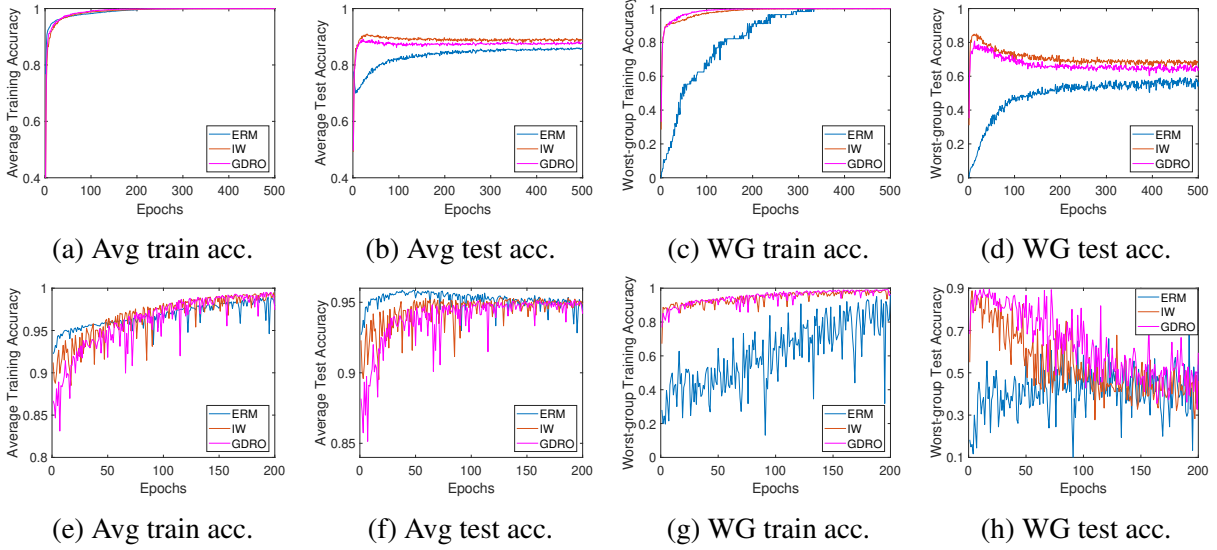 Average Training Accuracy
1
0.8
0.6
0.4
0 100 200 300 400 500
Epochs
ERM
IW
GDRO
(a) Avg train acc.
Average Test Accuracy
1
0.8
0.6
0.4
0 100 200 300 400 500
Epochs
ERM
IW
GDRO
(b) Avg test acc.
Worst-group Training Accuracy
1
0.8
0.6
0.4
0.2
0
0 100 200 300 400 500
Epochs
ERM
IW
GDRO
(c) WG train acc.
Worst-group Test Accuracy
1
0.8
0.6
0.4
0.2
0
0 100 200 300 400 500
Epochs
ERM
IW
GDRO
(d) WG test acc.
Average Training Accuracy
1
0.95
0.9
0.85
0.8
0 50 100 150 200
Epochs
ERM
IW
GDRO
(e) Avg train acc.
Average Test Accuracy
0.95
0.9
0.85
0 50 100 150 200
Epochs
ERM
IW
GDRO
(f) Avg test acc.
Worst-group Training Accuracy
1
0.8
0.6
0.4
0.2
0
0 50 100 150 200
Epochs
ERM
IW
GDRO
(g) WG train acc.
Worst-group Test Accuracy
0.9
0.7
0.5
0.3
0.1
0 50 100 150 200
Epochs
ERM
IW
GDRO
(h) WG test acc.